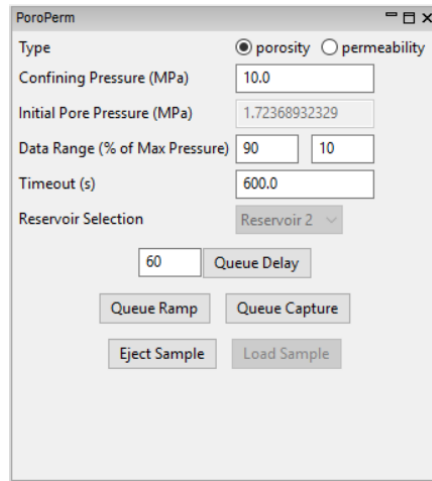 PoroPerm
Type porosity permeability
Confining Pressure (MPa) 10.0
Initial Pore Pressure (MPa) 1.72368932329
Data Range (% of Max Pressure) 90 10
Timeout (s) 600.0
Reservoir Selection Reservoir 2
60 Queue Delay
Queue Ramp Queue Capture
Eject Sample Load Sample